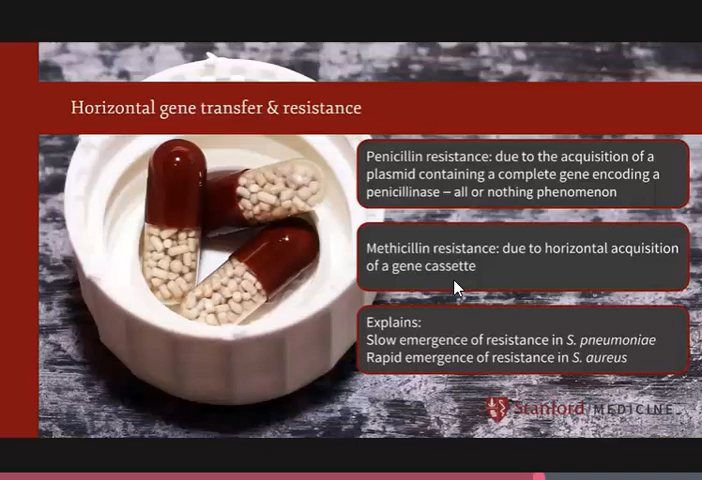 Horizontal gene transfer & resistance
Penicillin resistance: due to the acquisition of a
plasmid containing a complete gene encoding a
penicillinase – all or nothing phenomenon
Methicillin resistance: due to horizontal acquisition
of a gene cassette
Explains:
Slow emergence of resistance in S. pneumoniae
Rapid emergence of resistance in S. aureus
Stanford MEDICINE